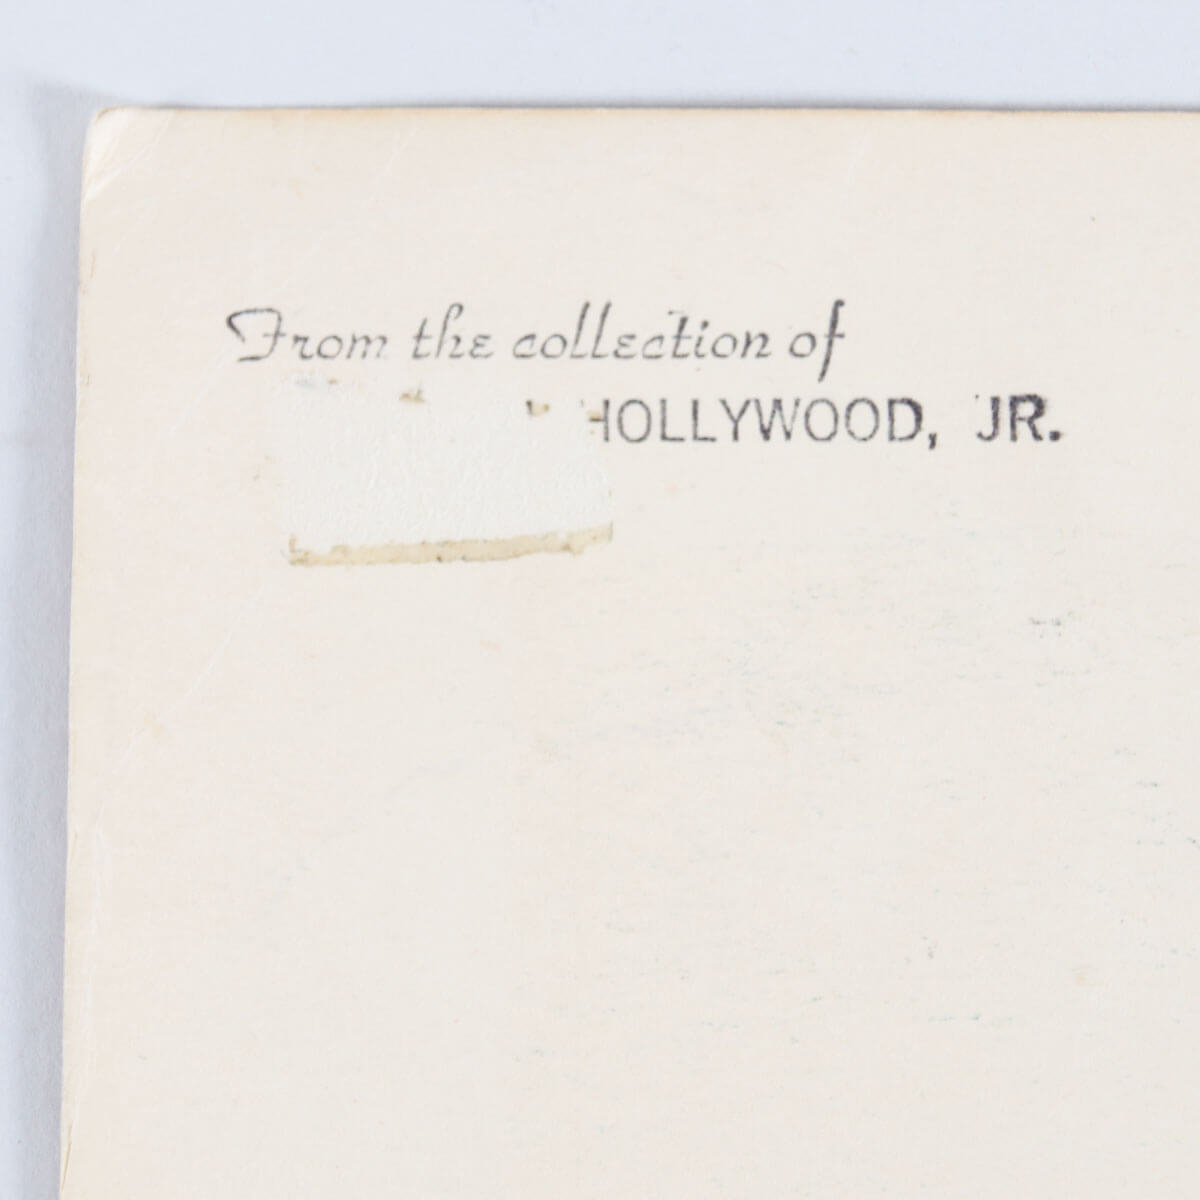 From the collection of
HOLLYWOOD, JR.